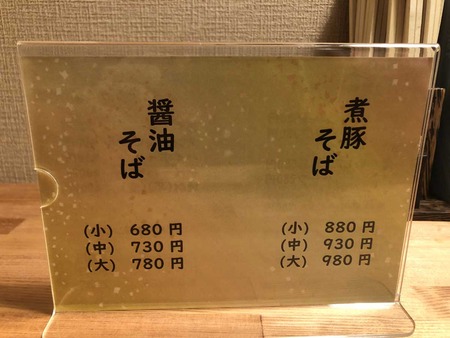 煮豚
そば
(小) 880 円
(中) 930 円
(大) 980 円
醤油
そば
(小) 680 円
(中) 730 円
(大) 780 円